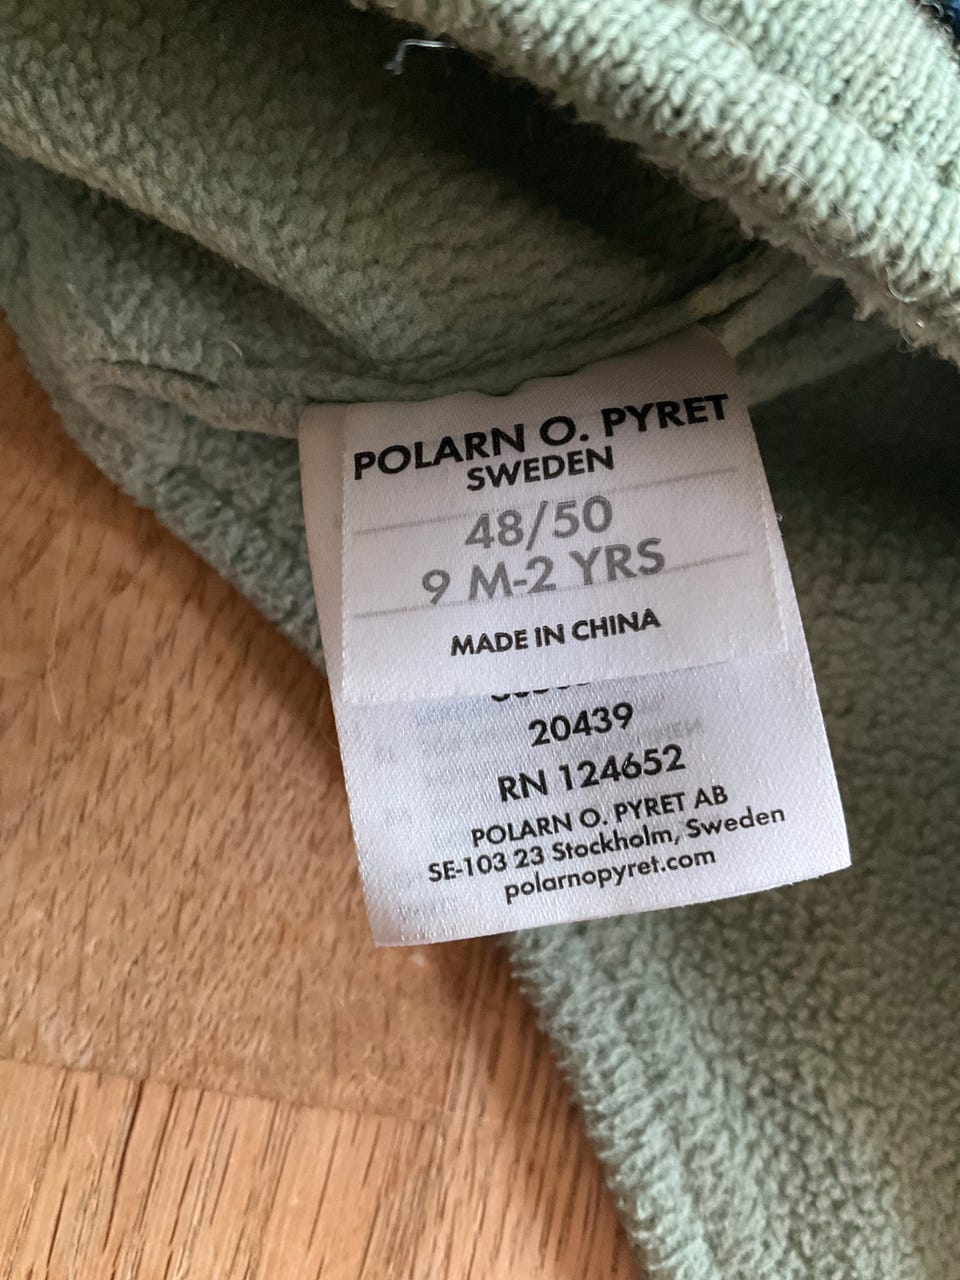 POLARN O. PYRET
SWEDEN
48/50
9 M-2 YRS
MADE IN CHINA
20439
RN 124652
POLARN O. PYRET AB
SE-103 23 Stockholm, Sweden
polarnopyret.com